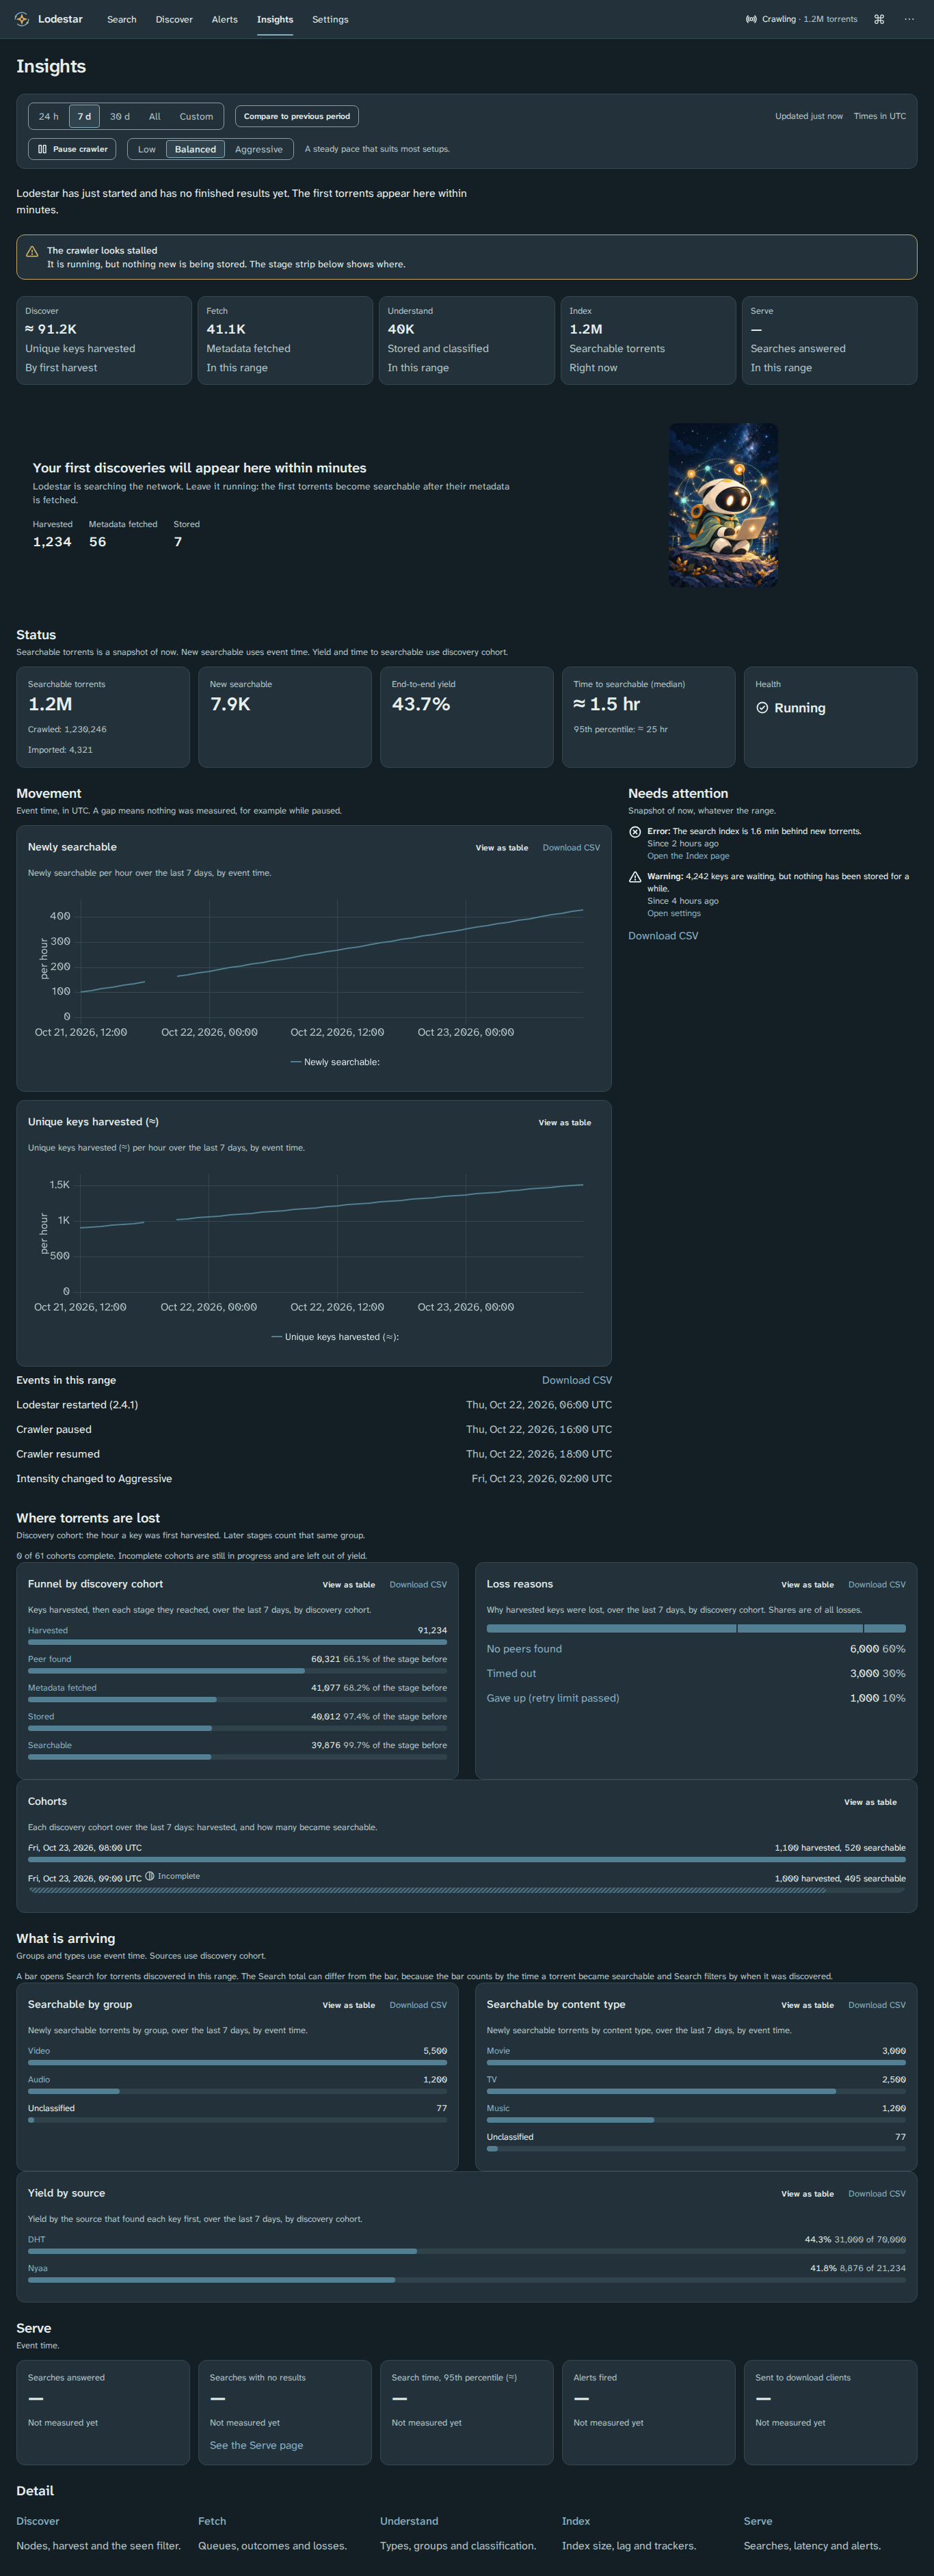 Lodestar
Search
Discover
Alerts
Insights
Settings
Crawling · 1.2M torrents
Insights
24 h
7 d
30 d
All
Custom
Compare to previous period
Updated just now
Times in UTC
Pause crawler
Low
Balanced
Aggressive
A steady pace that suits most setups.
Lodestar has just started and has no finished results yet. The first torrents appear here within
minutes.
The crawler looks stalled
It is running, but nothing new is being stored. The stage strip below shows where.
Discover
≈ 91.2K
Unique keys harvested
By first harvest
Fetch
41.1K
Metadata fetched
In this range
Understand
40K
Stored and classified
In this range
Index
1.2M
Searchable torrents
Right now
Serve
—
Searches answered
In this range
Your first discoveries will appear here within minutes
Lodestar is searching the network. Leave it running: the first torrents become searchable after their metadata
is fetched.
Harvested
1,234
Metadata fetched
56
Stored
7
Status
Searchable torrents is a snapshot of now. New searchable uses event time. Yield and time to searchable use discovery cohort.
Searchable torrents
1.2M
Crawled: 1,230,246
Imported: 4,321
New searchable
7.9K
End-to-end yield
43.7%
Time to searchable (median)
≈ 1.5 hr
95th percentile: ≈ 25 hr
Health
Running
Movement
Event time, in UTC. A gap means nothing was measured, for example while paused.
Newly searchable
View as table
Download CSV
Newly searchable per hour over the last 7 days, by event time.
per hour
400
300
200
100
0
Oct 21, 2026, 12:00
Oct 22, 2026, 00:00
Oct 22, 2026, 12:00
Oct 23, 2026, 00:00
Newly searchable:
Unique keys harvested (≈)
View as table
Unique keys harvested (≈) per hour over the last 7 days, by event time.
per hour
1.5K
1K
500
0
Oct 21, 2026, 12:00
Oct 22, 2026, 00:00
Oct 22, 2026, 12:00
Oct 23, 2026, 00:00
Unique keys harvested (≈):
Events in this range
Download CSV
Lodestar restarted (2.4.1)
Thu, Oct 22, 2026, 06:00 UTC
Crawler paused
Thu, Oct 22, 2026, 16:00 UTC
Crawler resumed
Thu, Oct 22, 2026, 18:00 UTC
Intensity changed to Aggressive
Fri, Oct 23, 2026, 02:00 UTC
Needs attention
Snapshot of now, whatever the range.
Error: The search index is 1.6 min behind new torrents.
Since 2 hours ago
Open the Index page
Warning: 4,242 keys are waiting, but nothing has been stored for a
while.
Since 4 hours ago
Open settings
Download CSV
Where torrents are lost
Discovery cohort: the hour a key was first harvested. Later stages count that same group.
0 of 61 cohorts complete. Incomplete cohorts are still in progress and are left out of yield.
Funnel by discovery cohort
View as table
Download CSV
Keys harvested, then each stage they reached, over the last 7 days, by discovery cohort.
Harvested
91,234
Peer found
60,321 66.1% of the stage before
Metadata fetched
41,077 68.2% of the stage before
Stored
40,012 97.4% of the stage before
Searchable
39,876 99.7% of the stage before
Loss reasons
View as table
Download CSV
Why harvested keys were lost, over the last 7 days, by discovery cohort. Shares are of all losses.
No peers found
6,000 60%
Timed out
3,000 30%
Gave up (retry limit passed)
1,000 10%
Cohorts
View as table
Each discovery cohort over the last 7 days: harvested, and how many became searchable.
Fri, Oct 23, 2026, 08:00 UTC
1,100 harvested, 520 searchable
Fri, Oct 23, 2026, 09:00 UTC
Incomplete
1,000 harvested, 405 searchable
What is arriving
Groups and types use event time. Sources use discovery cohort.
A bar opens Search for torrents discovered in this range. The Search total can differ from the bar, because the bar counts by the time a torrent became searchable and Search filters by when it was discovered.
Searchable by group
View as table
Download CSV
Newly searchable torrents by group, over the last 7 days, by event time.
Video
5,500
Audio
1,200
Unclassified
77
Searchable by content type
View as table
Download CSV
Newly searchable torrents by content type, over the last 7 days, by event time.
Movie
3,000
TV
2,500
Music
1,200
Unclassified
77
Yield by source
View as table
Download CSV
Yield by the source that found each key first, over the last 7 days, by discovery cohort.
DHT
44.3% 31,000 of 70,000
Nyaa
41.8% 8,876 of 21,234
Serve
Event time.
Searches answered
—
Not measured yet
Searches with no results
—
Not measured yet
See the Serve page
Search time, 95th percentile (≈)
—
Not measured yet
Alerts fired
—
Not measured yet
Sent to download clients
—
Not measured yet
Detail
Discover
Nodes, harvest and the seen filter.
Fetch
Queues, outcomes and losses.
Understand
Types, groups and classification.
Index
Index size, lag and trackers.
Serve
Searches, latency and alerts.